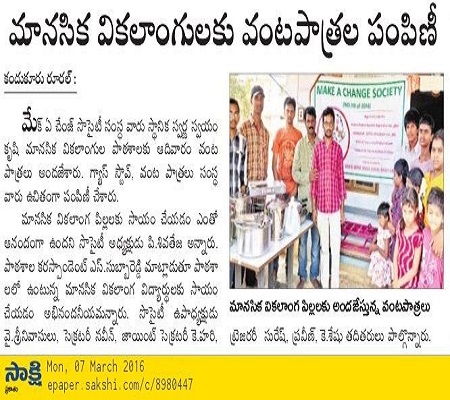 మానసిక వికలాంగులకు వంటపాత్రల పంపిణీ
కందుకూరు రూరల్ :
మేక్ ఏ చేంజ్ సొసైటీ సంస్థ వారు స్థానిక స్వర్ణ స్వయం
కృషి మానసిక వికలాంగుల పాఠశాలకు ఆదివారం వంట
పాత్రలు అందజేశారు. గ్యాస్ స్టౌవ్, వంట పాత్రలు సంస్థ
వారు ఉచితంగా పంపిణీ చేశారు.
మానసిక వికలాంగ పిల్లలకు సాయం చేయడం ఎంతో
ఆనందంగా ఉందని సొసైటీ అధ్యక్షుడు పి.శివతేజ అన్నారు.
పాఠశాల కరస్పాండెంట్ ఎస్.సుబ్బారెడ్డి మాట్లాడుతూ పాఠశా
లలో ఉంటున్న మానసిక వికలాంగ విద్యార్థులకు సాయం
చేయడం అభినందనీయమన్నారు. సొసైటీ ఉపాధ్యక్షుడు
వై.శ్రీనివాసులు, సెక్రటరీ నవీన్, జాయింట్ సెక్రటరీ కె.హరి,
MAKE A CHANGE SOCIETY
మానసిక వికలాంగ పిల్లలకు అందజేస్తున్న వంటపాత్రలు
ట్రెజరరీ సురేష్, ప్రవీణ్, కె.శేషు తదితరులు పాల్గొన్నారు.
సాక్షి
Mon, 07 March 2016
epaper.sakshi.com/c/8980447